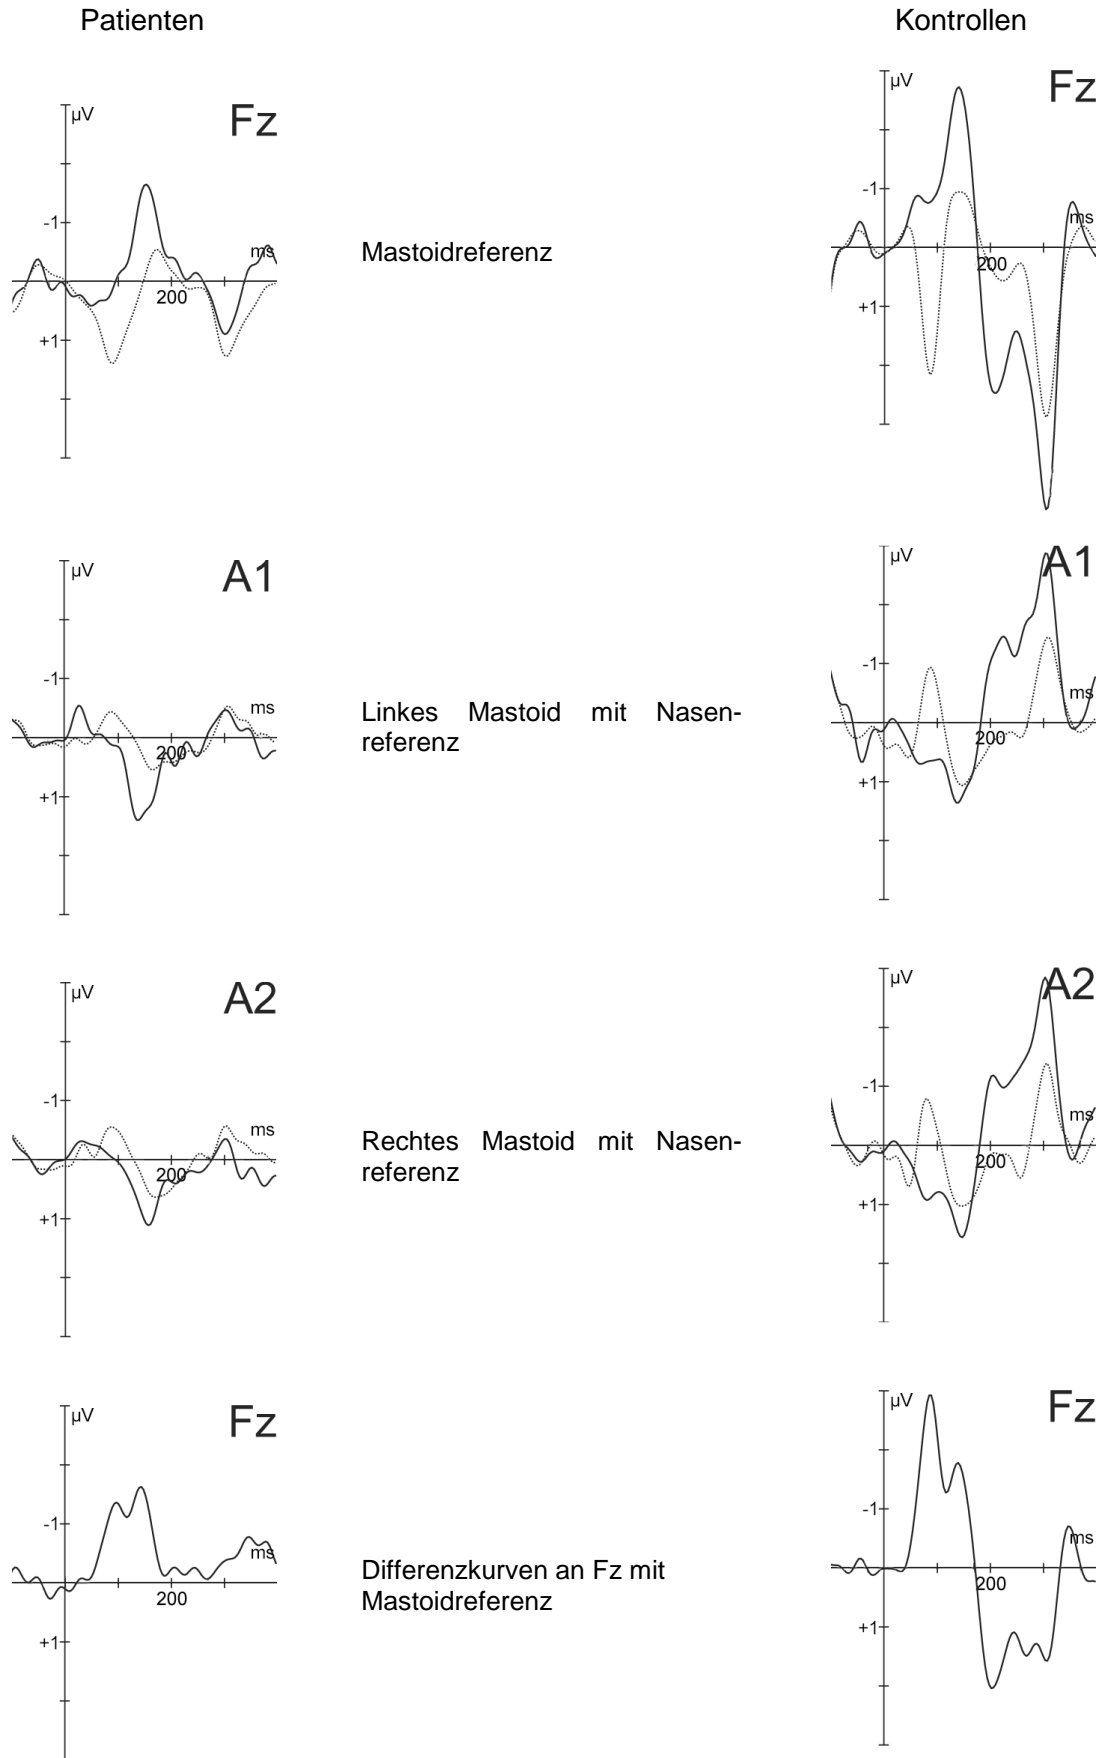 Patienten
Kontrollen
µV
Fz
-1
ms
200
+1
Mastoidreferenz
µV
Fz
-1
ms
200
+1
µV
A1
-1
ms
200
+1
Linkes Mastoid mit Nasen-
referenz
µV
A1
-1
ms
200
+1
µV
A2
-1
ms
200
+1
Rechtes Mastoid mit Nasen-
referenz
µV
A2
-1
ms
200
+1
µV
Fz
-1
ms
200
+1
Differenzkurven an Fz mit
Mastoidreferenz
µV
Fz
-1
ms
200
+1